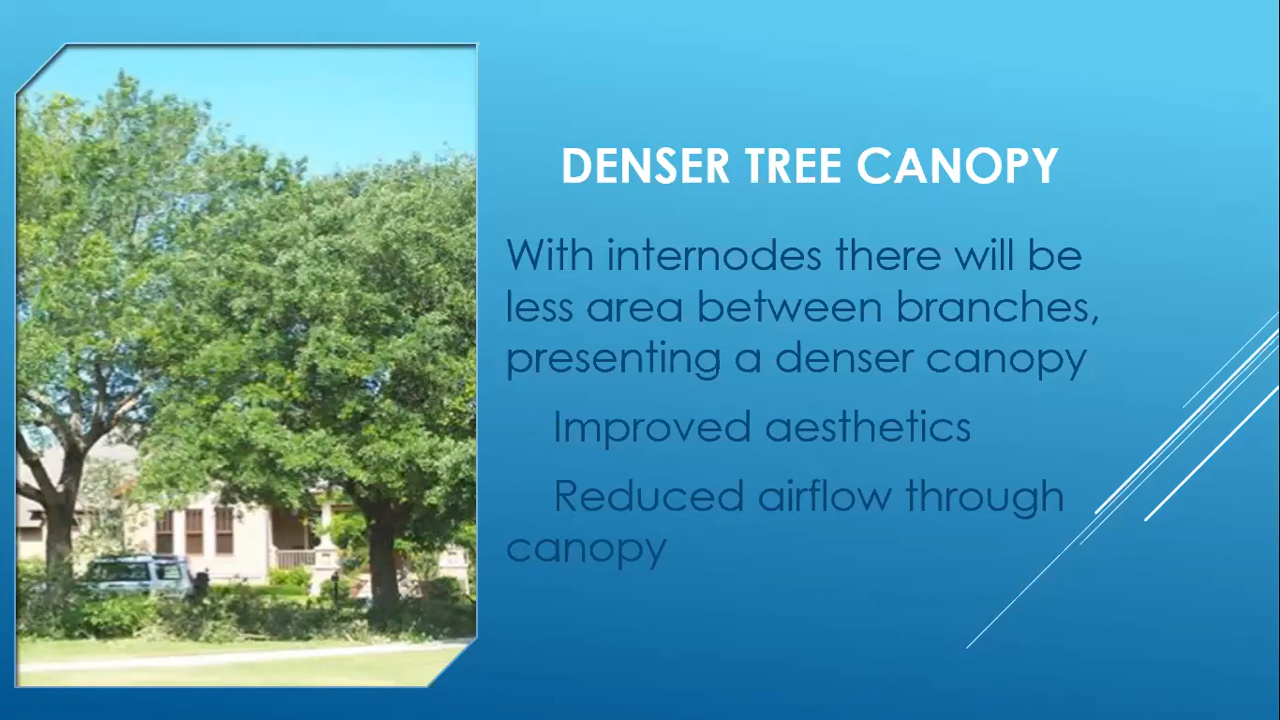 DENSER TREE CANOPY
With internodes there will be
less area between branches,
presenting a denser canopy
Improved aesthetics
Reduced airflow through
canopy